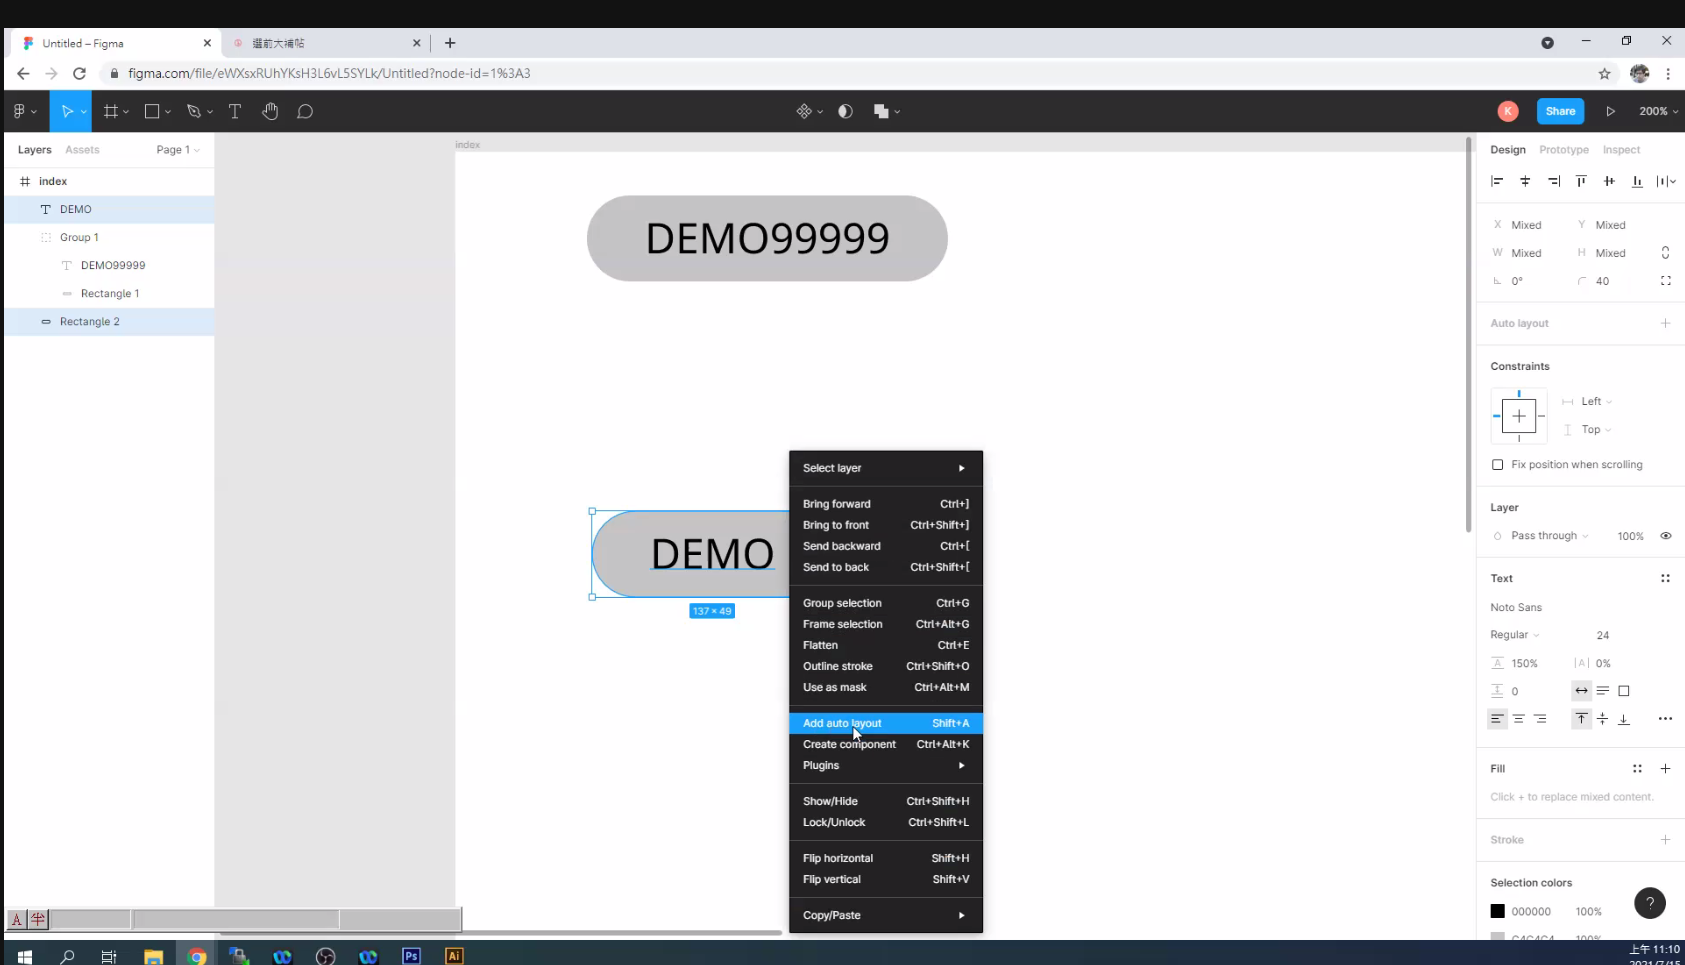 Untitled – Figma
選前大補帖
figma.com/file/eWXsxRUhYKsH3L6vL5SYLk/Untitled?node-id=1%3A3
K
Share
200%
Layers
Assets
Page 1
index
DEMO
Group 1
DEMO99999
Rectangle 1
Rectangle 2
index
DEMO99999
DEMO
137 × 49
Select layer
Bring forward Ctrl+]
Bring to front Ctrl+Shift+]
Send backward Ctrl+[
Send to back Ctrl+Shift+[
Group selection Ctrl+G
Frame selection Ctrl+Alt+G
Flatten Ctrl+E
Outline stroke Ctrl+Shift+O
Use as mask Ctrl+Alt+M
Add auto layout Shift+A
Create component Ctrl+Alt+K
Plugins
Show/Hide Ctrl+Shift+H
Lock/Unlock Ctrl+Shift+L
Flip horizontal Shift+H
Flip vertical Shift+V
Copy/Paste
Design Prototype Inspect
X Mixed Y Mixed
W Mixed H Mixed
0° 40
Auto layout
Constraints
Left
Top
Fix position when scrolling
Layer
Pass through 100%
Text
Noto Sans
Regular 24
150% |A| 0%
0
Fill
Click + to replace mixed content.
Stroke
Selection colors
000000 100%
C4C4C4 100%
?
A 半
Ps
Ai
上午 11:10
2021/7/15